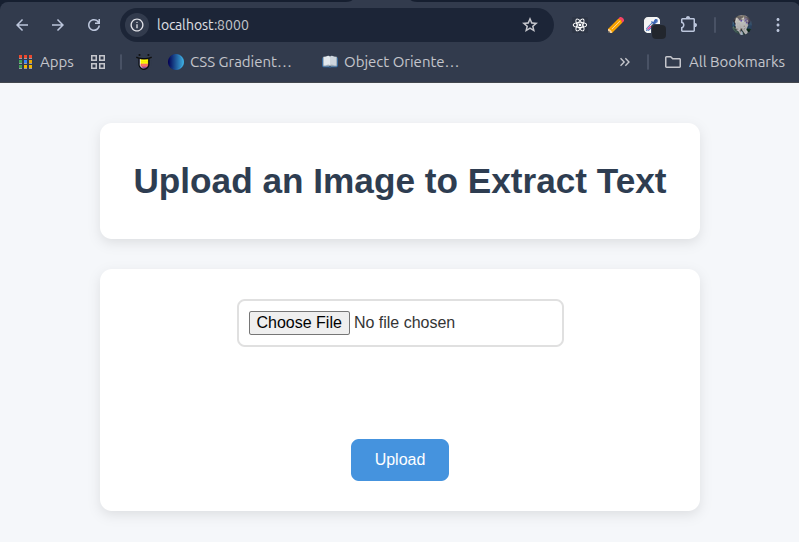 localhost:8000
Apps
CSS Gradient...
Object Oriente...
All Bookmarks
Upload an Image to Extract Text
Choose File No file chosen
Upload